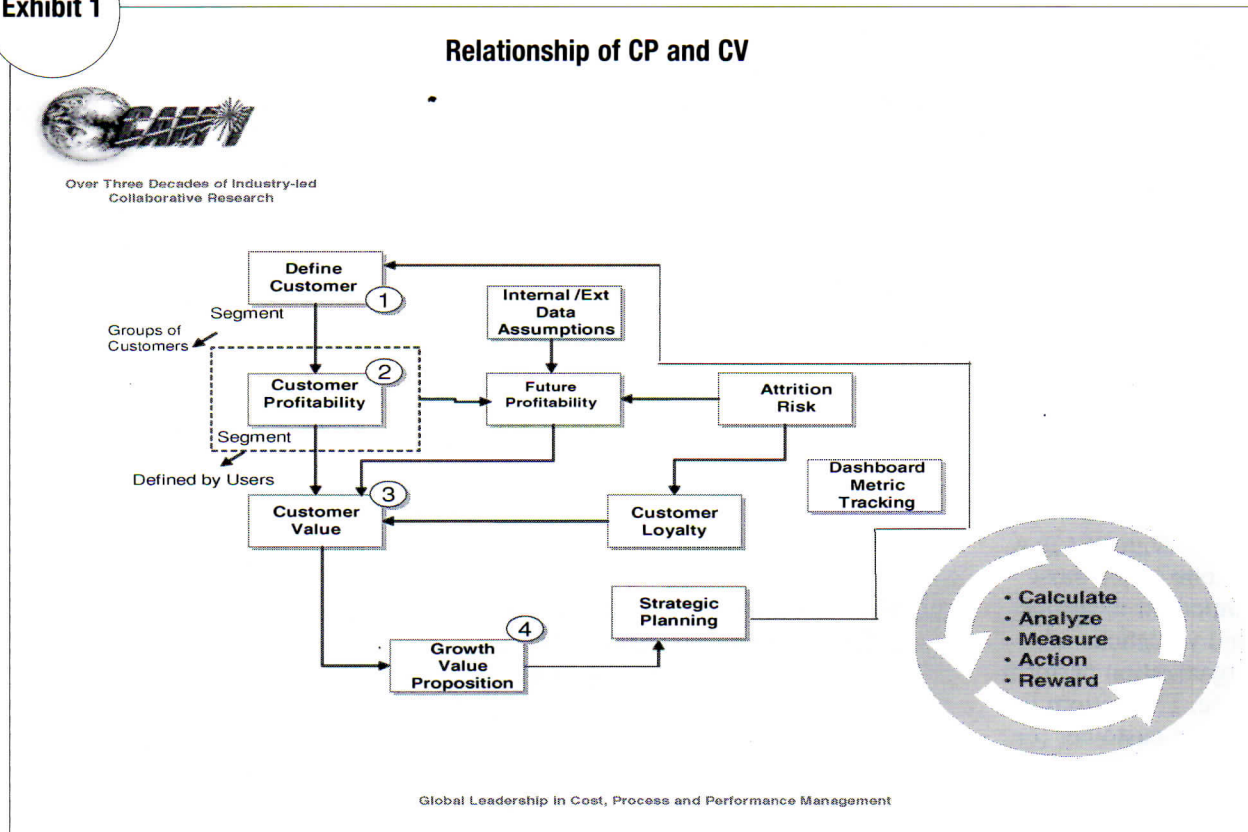 Exhibit 1
Relationship of CP and CV
CAM-I
Over Three Decades of Industry-led
Collaborative Research
Define
Customer
1
Segment
Groups of
Customers
Internal /Ext
Data
Assumptions
Customer
Profitability
2
Future
Profitability
Attrition
Risk
Segment
Defined by Users
Customer
Value
3
Customer
Loyalty
Dashboard
Metric
Tracking
Strategic
Planning
Growth
Value
Proposition
4
• Calculate
• Analyze
• Measure
• Action
• Reward
Global Leadership in Cost, Process and Performance Management